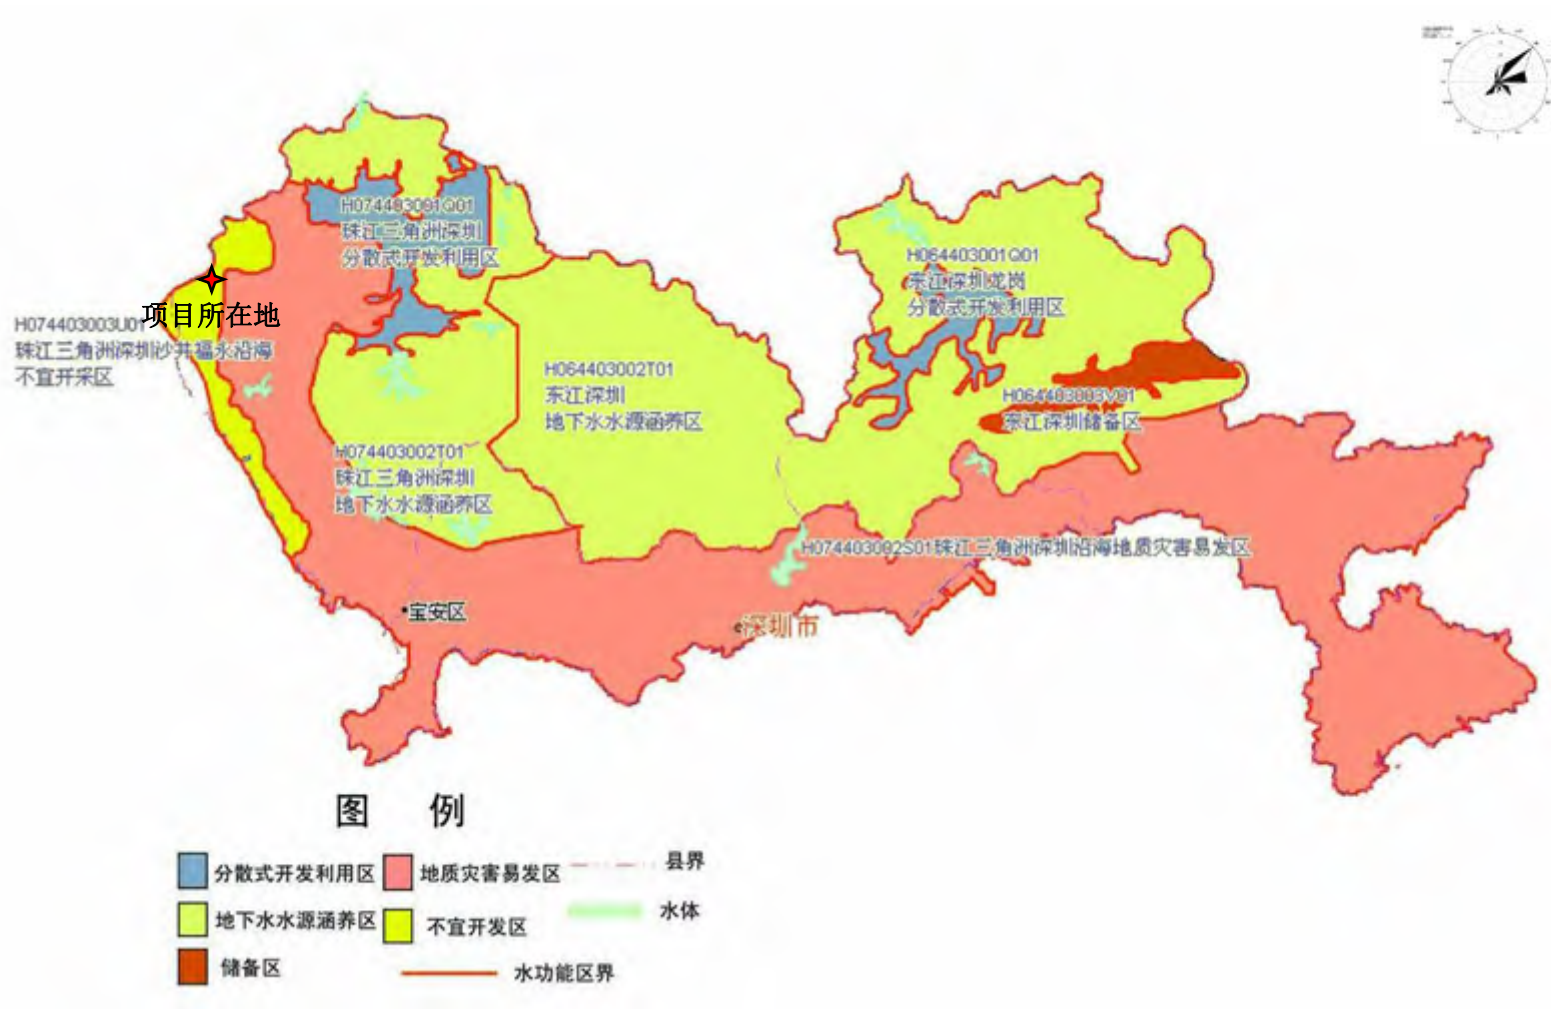 H074403001Q01
珠江三角洲深圳
分散式开发利用区
H064403001Q01
东江深圳龙岗
分散式开发利用区
项目所在地
H074403003U01
珠江三角洲深圳沙井福永沿海
不宜开采区
H064403002T01
东江深圳
地下水水源涵养区
H064403003V01
东江深圳储备区
H074403002T01
珠江三角洲深圳
地下水水源涵养区
H074403002S01珠江三角洲深圳沿海地质灾害易发区
宝安区
深圳市
图 例
分散式开发利用区
地质灾害易发区
县界
地下水水源涵养区
不宜开发区
水体
储备区
水功能区界